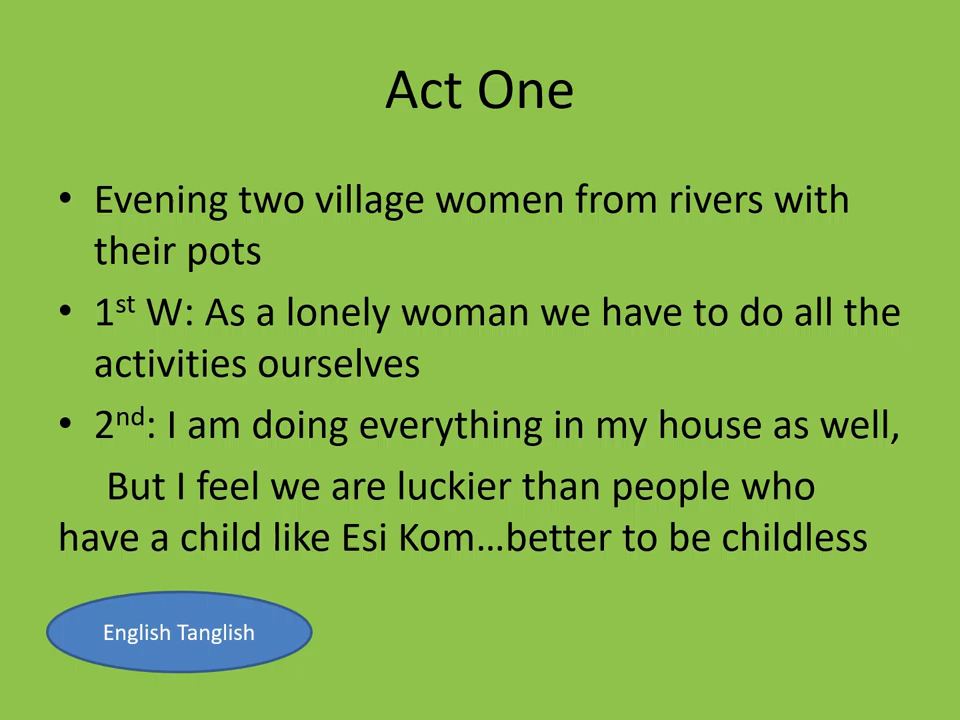 Act One
• Evening two village women from rivers with
their pots
• 1st W: As a lonely woman we have to do all the
activities ourselves
• 2nd: I am doing everything in my house as well,
But I feel we are luckier than people who
have a child like Esi Kom…better to be childless
English Tanglish